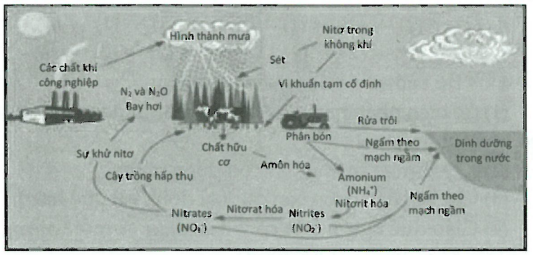 Hình thành mưa
Nitơ trong
không khí
Sét
Các chất khí
công nghiệp
N₂ và N₂O
Bay hơi
Vi khuẩn tạm cố định
Rửa trôi
Phân bón
Sự khử nitơ
Chất hữu
cơ
Ngấm theo
mạch ngầm
Dinh dưỡng
trong nước
Amôn hóa
Cây trồng hấp thụ
Amonium
(NH₄⁺)
Nitơrit hóa
Ngấm theo
mạch ngầm
Nitrates
(NO₃⁻)
Nitơrat hóa
Nitrites
(NO₂⁻)